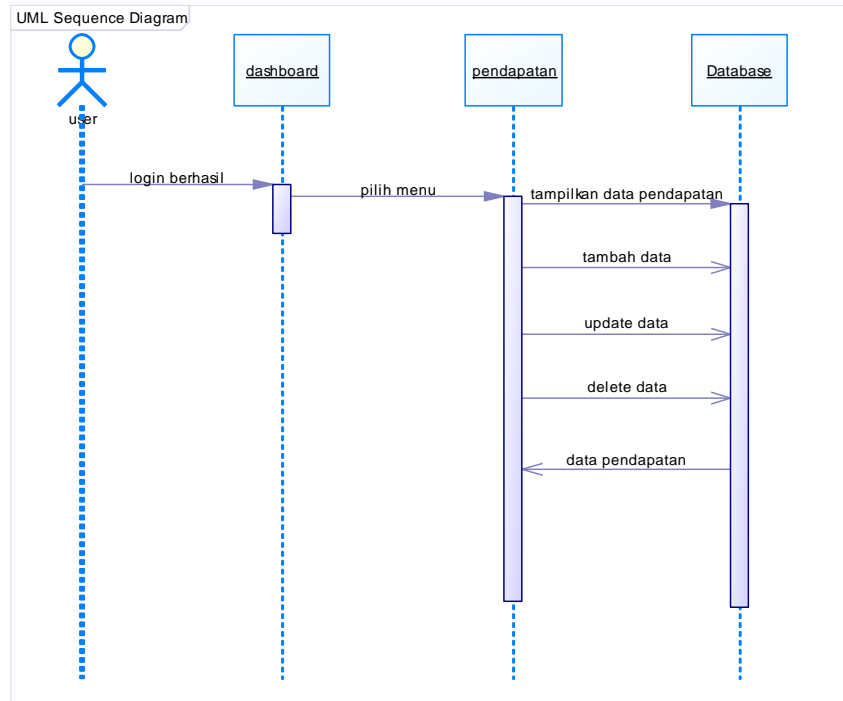 UML Sequence Diagram
user
dashboard
pendapatan
Database
login berhasil
pilih menu
tampilkan data pendapatan
tambah data
update data
delete data
data pendapatan